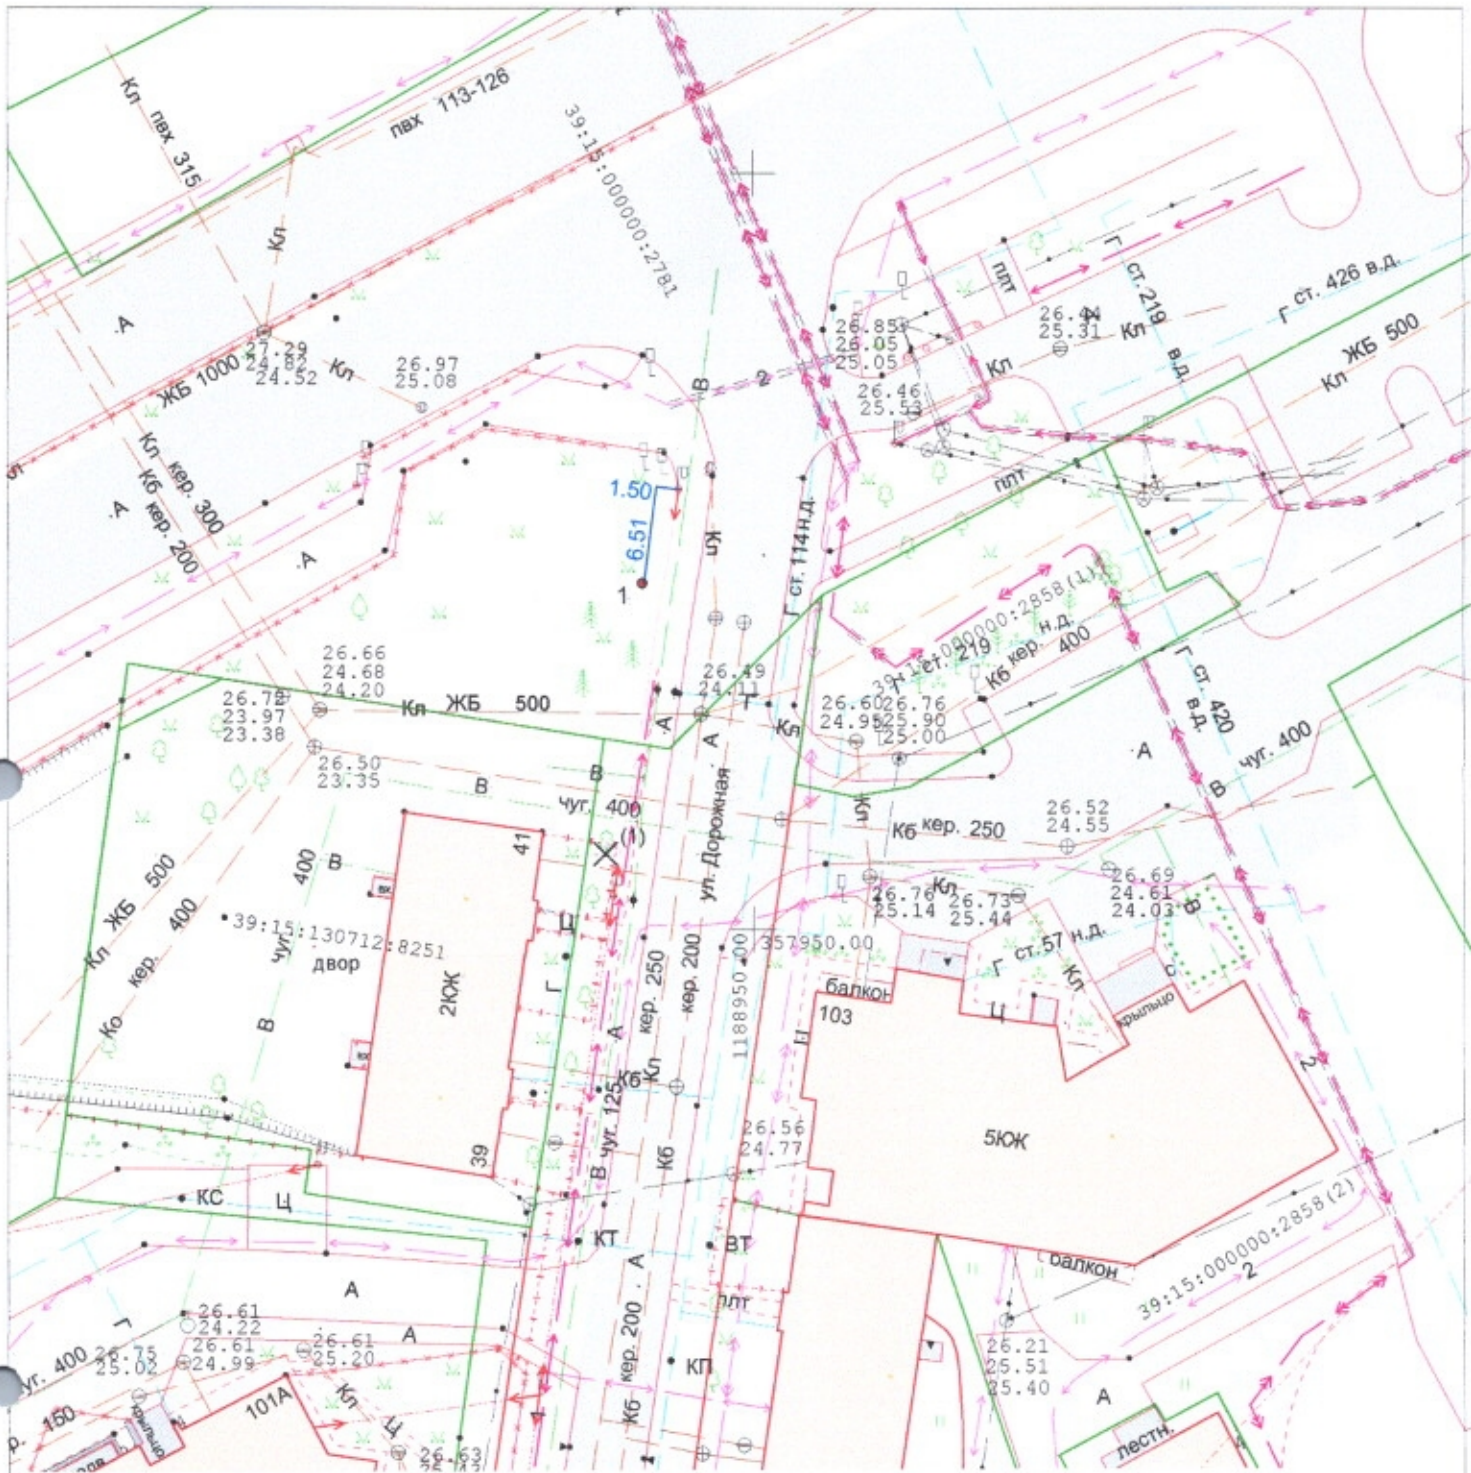 пвх 113-126
Кл пвх 315
39:15:000000:2781
Кл
плт
Г ст. 219 в.д.
Г ст. 426 в.д.
ЖБ 500
Кл
.А
27.29
24.82
24.52
Кл
ЖБ 1000
26.97
25.08
В
2
26.85
26.05
25.05
26.44
25.31
Кл
Кл
26.46
25.53
Кл кер. 300
Кб кер. 200
.А
.А
1.50
6.51
1
Кл
Г ст. 114н.д.
плт
39:15:000000:2858(1)
Г ст. 219 н.д.
Кб кер. 400
Г ст. 420 в.д.
26.66
24.68
24.20
26.72
23.97
23.38
Кл ЖБ 500
26.49
24.11
Г
Кл
26.60
24.95
26.76
25.90
25.00
.А
В
чуг. 400
26.50
23.35
В
В
чуг. 400
(1)
.А
А
ул. Дорожная
Кл
Кб кер. 250
26.52
24.55
41
400
В
чуг.
вх
Кл ЖБ 500
Ко кер. 400
39:15:130712:8251
двор
2КЖ
Ц
Г
В
вх
39
26.76
25.14
Кл
26.73
25.44
26.69
24.61
24.03
В
357950.00
1188950.00
Г ст.57 н.д.
Кл
балкон
103
Ц
Ц
крыльцо
А
Кл кер. 250
кер. 200
Кб
В чуг. 125
Кб
26.56
24.77
5КЖ
2
КС
Ц
КТ
ВТ
А
балкон
39:15:000000:2858(2)
2
плт
Кб кер. 200
КП
26.61
24.22
26.61
24.99
26.61
25.20
А
А
Г
26.75
25.02
чуг. 400
150
крыльцо
101А
Кл
Ц
26.63
26.21
25.51
25.40
А
лестн.